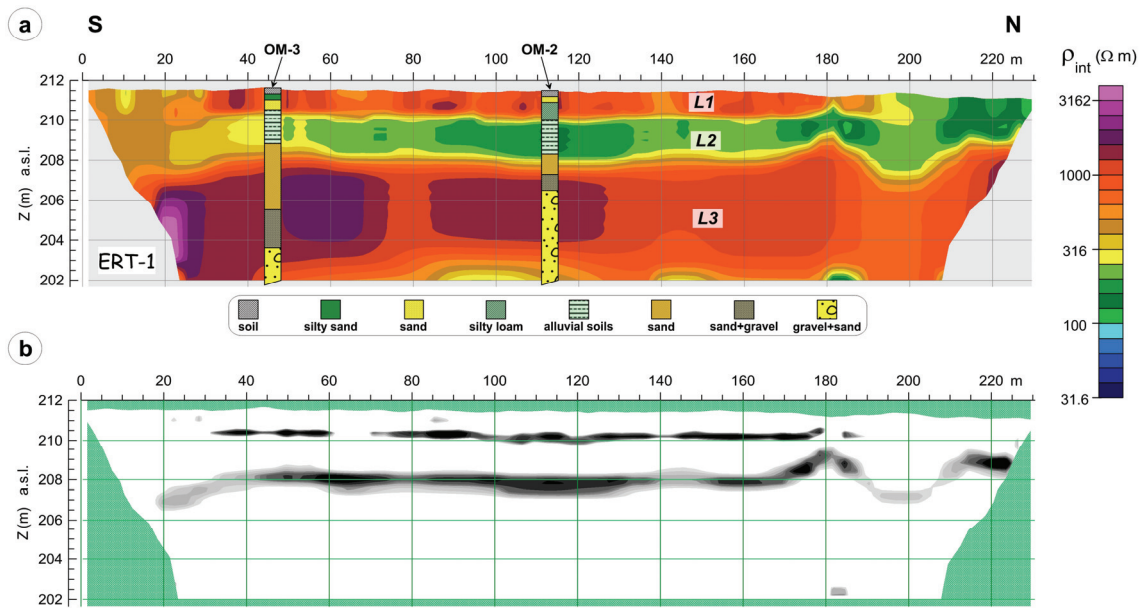 a
S
N
OM-3
OM-2
0 20 40 60 80 100 120 140 160 180 200 220 m
212
210
208
206
204
202
Z (m) a.s.l.
L1
L2
L3
ERT-1
ρint (Ω m)
3162
1000
316
100
31.6
soil silty sand sand silty loam alluvial soils sand sand+gravel gravel+sand
b
0 20 40 60 80 100 120 140 160 180 200 220 m
212
210
208
206
204
202
Z (m) a.s.l.